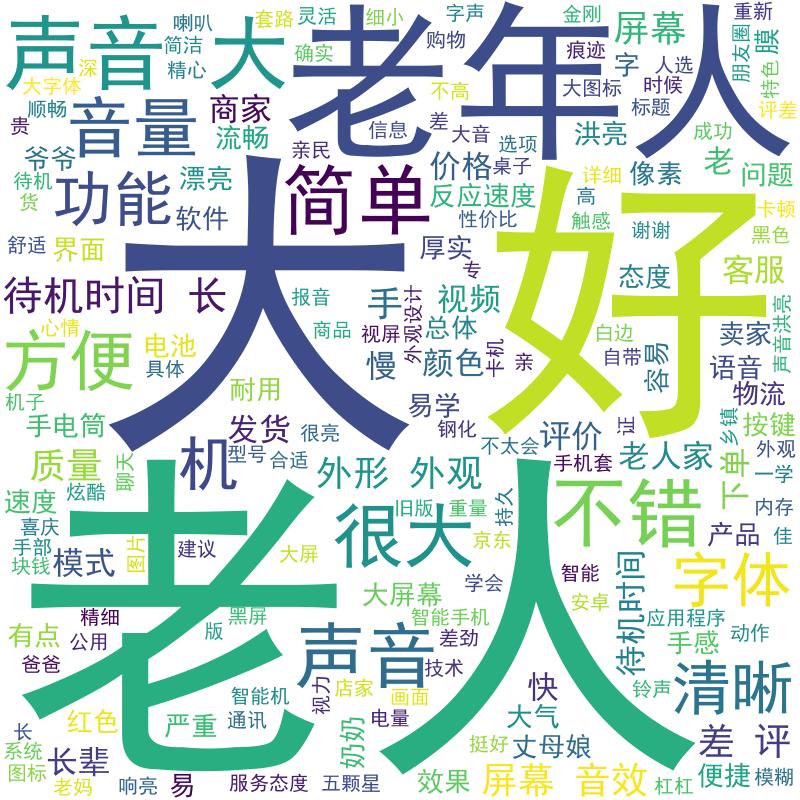 喇叭
套路
灵活
细小
字声
金刚
重新
声音
大
老年人
简洁
精心
确实
购物
不高
屏幕
字
痕迹
大图标
人选
时候
标题
朋友圈
膜
特色
大字体
深
顺畅
贵
音量
商家
流畅
信息
差
大音
选项
洪亮
老
成功
评差
爷爷
待机
货
功能
漂亮
软件
亲民
简单
价格
桌子
反应速度
性价比
高
详细
触感
像素
问题
谢谢
卡顿
黑色
舒适
界面
大
好
厚实
专
态度
客服
待机时间
长
报音
手
视频
心情
商品
视屏
外观设计
总体
白边
卖家
声音洪亮
方便
电池
具体
慢
颜色
卡机
亲
自带
容易
语音
物流
机子
耐用
易学
手电筒
发货
很亮
钢化
不太会
评价
证
乡镇
按键
质量
聊天
机
型号
合适
外形
外观
手机套
老人家
下单
外观
一学
速度
炫酷
老人
旧版
重量
持久
不错
内存
喜庆
手部
块钱
模式
图片
建议
大屏
很大
京东
产品
佳
学会
智能
待机时间
字体
大屏幕
智能手机
安卓
应用程序
精细
版
黑屏
有点
公用
声音
差劲
手感
动作
爸爸
技术
清晰
智能机
视力
店家
画面
快
铃声
长
红色
严重
通讯
奶奶
电量
大气
系统
图标
长辈
挺好
丈母娘
差
评
老妈
响亮
易
服务态度
五颗星
效果
屏幕
音效
杠杠
便捷
模糊